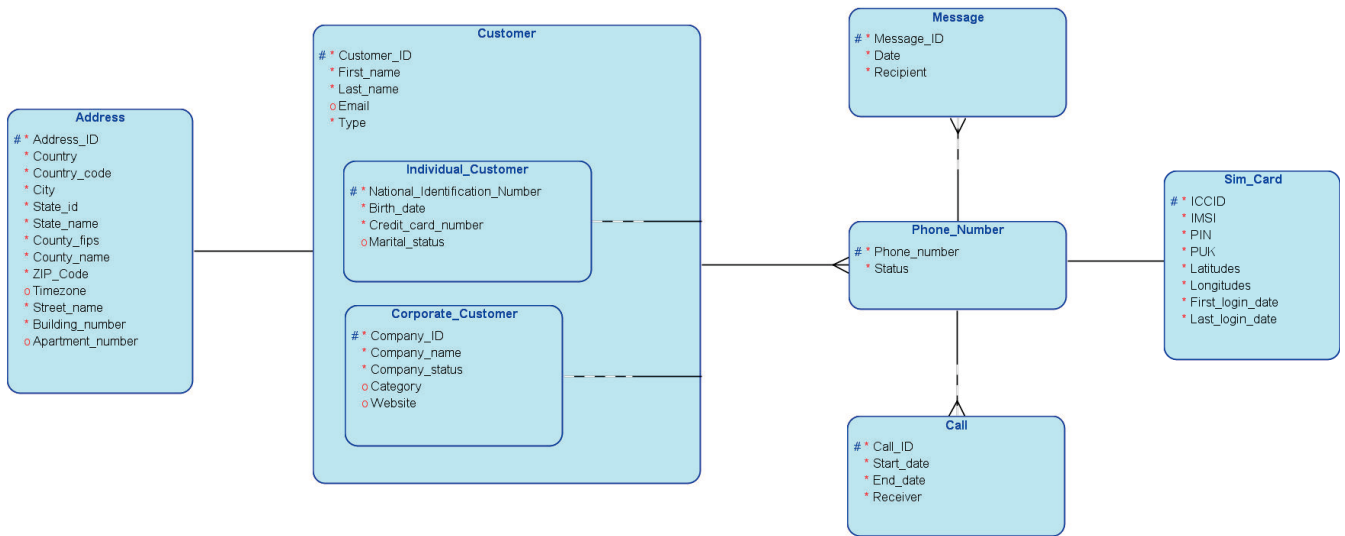 Address
# * Address_ID
* Country
* Country_code
* City
* State_id
* State_name
* County_fips
* County_name
* ZIP_Code
o Timezone
* Street_name
* Building_number
o Apartment_number
Customer
# * Customer_ID
* First_name
* Last_name
o Email
* Type
Individual_Customer
# * National_Identification_Number
* Birth_date
* Credit_card_number
o Marital_status
Corporate_Customer
# * Company_ID
* Company_name
* Company_status
o Category
o Website
Message
# * Message_ID
* Date
* Recipient
Phone_Number
# * Phone_number
* Status
Call
# * Call_ID
* Start_date
* End_date
* Receiver
Sim_Card
# * ICCID
* IMSI
* PIN
* PUK
* Latitudes
* Longitudes
* First_login_date
* Last_login_date